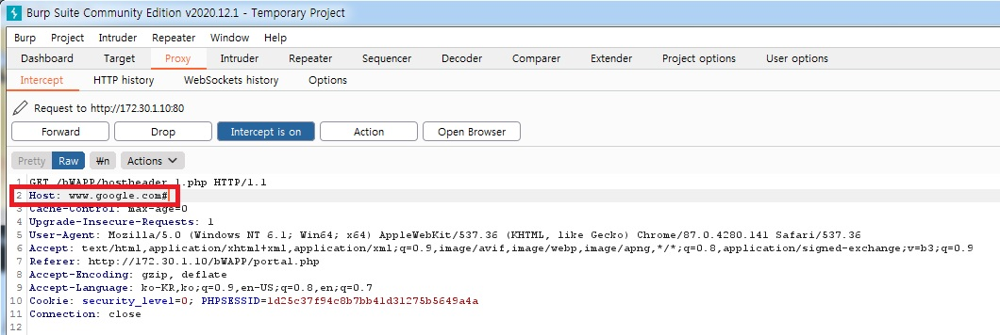 Burp Suite Community Edition v2020.12.1 - Temporary Project
Burp Project Intruder Repeater Window Help
Dashboard Target Proxy Intruder Repeater Sequencer Decoder Comparer Extender Project options User options
Intercept HTTP history WebSockets history Options
Request to http://172.30.1.10:80
Forward Drop Intercept is on Action Open Browser
Pretty Raw \n Actions
1 GET /bWAPP/hostheader_1.php HTTP/1.1
2 Host: www.google.com#
3 Cache-Control: max-age=0
4 Upgrade-Insecure-Requests: 1
5 User-Agent: Mozilla/5.0 (Windows NT 6.1; Win64; x64) AppleWebKit/537.36 (KHTML, like Gecko) Chrome/87.0.4280.141 Safari/537.36
6 Accept: text/html,application/xhtml+xml,application/xml;q=0.9,image/avif,image/webp,image/apng,*/*;q=0.8,application/signed-exchange;v=b3;q=0.9
7 Referer: http://172.30.1.10/bWAPP/portal.php
8 Accept-Encoding: gzip, deflate
9 Accept-Language: ko-KR,ko;q=0.9,en-US;q=0.8,en;q=0.7
10 Cookie: security_level=0; PHPSESSID=1d25c37f94c8b7bb41d31275b5649a4a
11 Connection: close
12